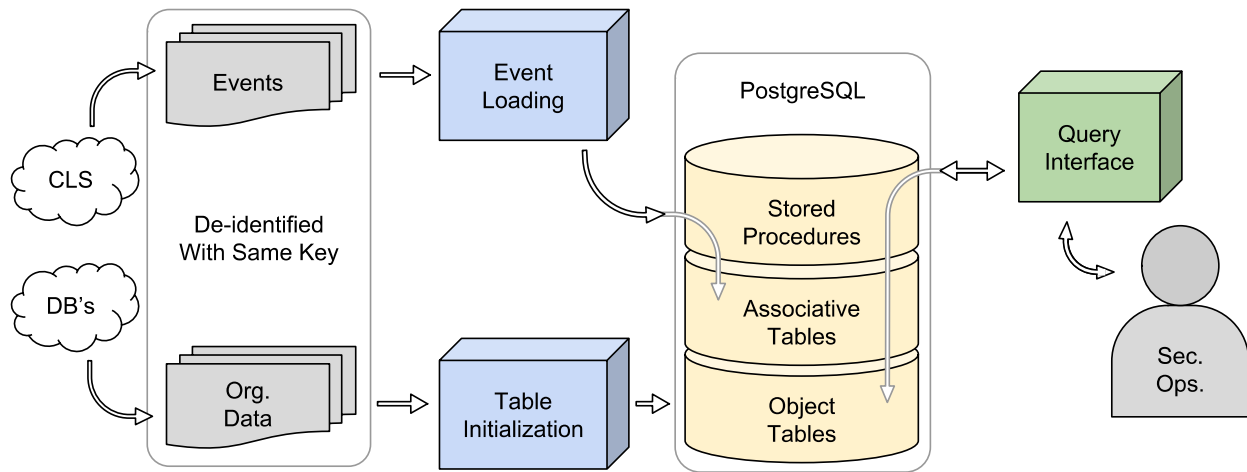 Events
CLS
De-identified
With Same Key
DB's
Org.
Data
Event
Loading
Table
Initialization
PostgreSQL
Stored
Procedures
Associative
Tables
Object
Tables
Query
Interface
Sec.
Ops.